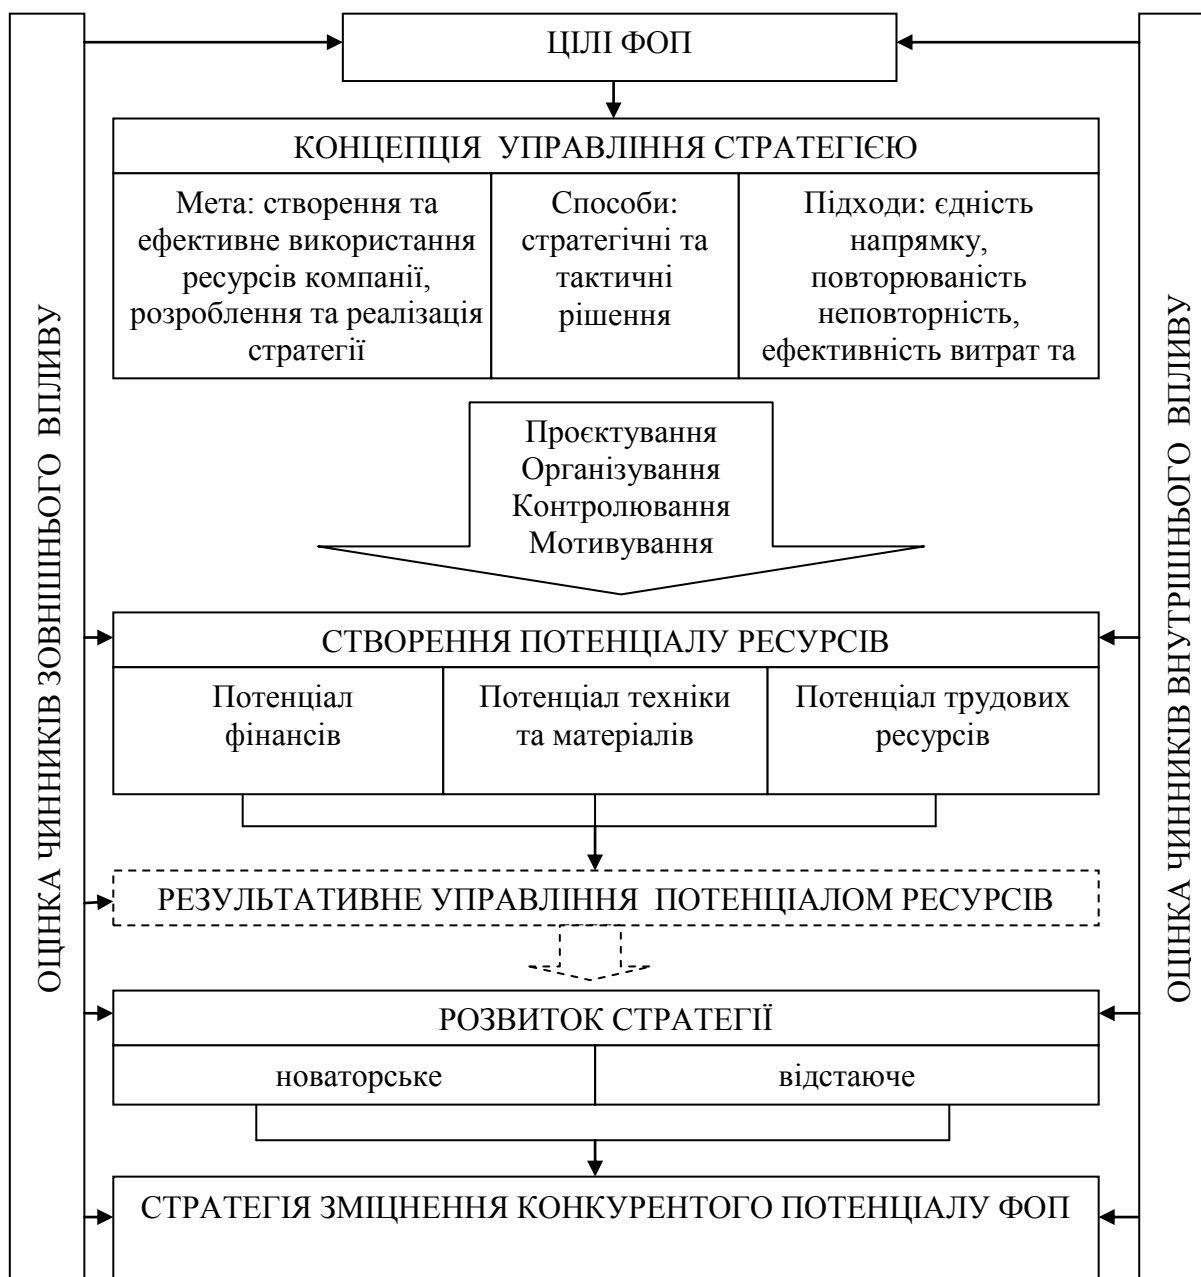 ЦІЛІ ФОП
КОНЦЕПЦІЯ УПРАВЛІННЯ СТРАТЕГІЄЮ
Мета: створення та
ефективне використання
ресурсів компанії,
розроблення та реалізація
стратегії
Способи:
стратегічні та
тактичні
рішення
Підходи: єдність
напрямку,
повторюваність
неповторність,
ефективність витрат та
Проєктування
Організування
Контролювання
Мотивування
СТВОРЕННЯ ПОТЕНЦІАЛУ РЕСУРСІВ
Потенціал
фінансів
Потенціал техніки
та матеріалів
Потенціал трудових
ресурсів
РЕЗУЛЬТАТИВНЕ УПРАВЛІННЯ ПОТЕНЦІАЛОМ РЕСУРСІВ
РОЗВИТОК СТРАТЕГІЇ
новаторське
відстаюче
СТРАТЕГІЯ ЗМІЦНЕННЯ КОНКУРЕНТОГО ПОТЕНЦІАЛУ ФОП
ОЦІНКА ЧИННИКІВ ЗОВНІШНЬОГО ВПЛИВУ
ОЦІНКА ЧИННИКІВ ВНУТРІШНЬОГО ВПЛИВУ